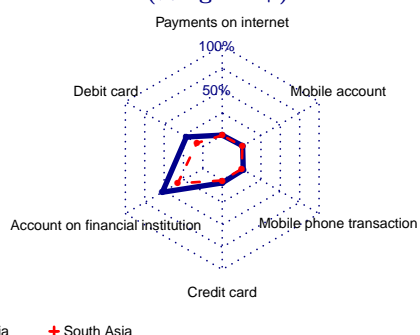 Payments on internet
100%
Debit card
50%
Mobile account
Account on financial institution
Mobile phone transaction
Credit card
South Asia